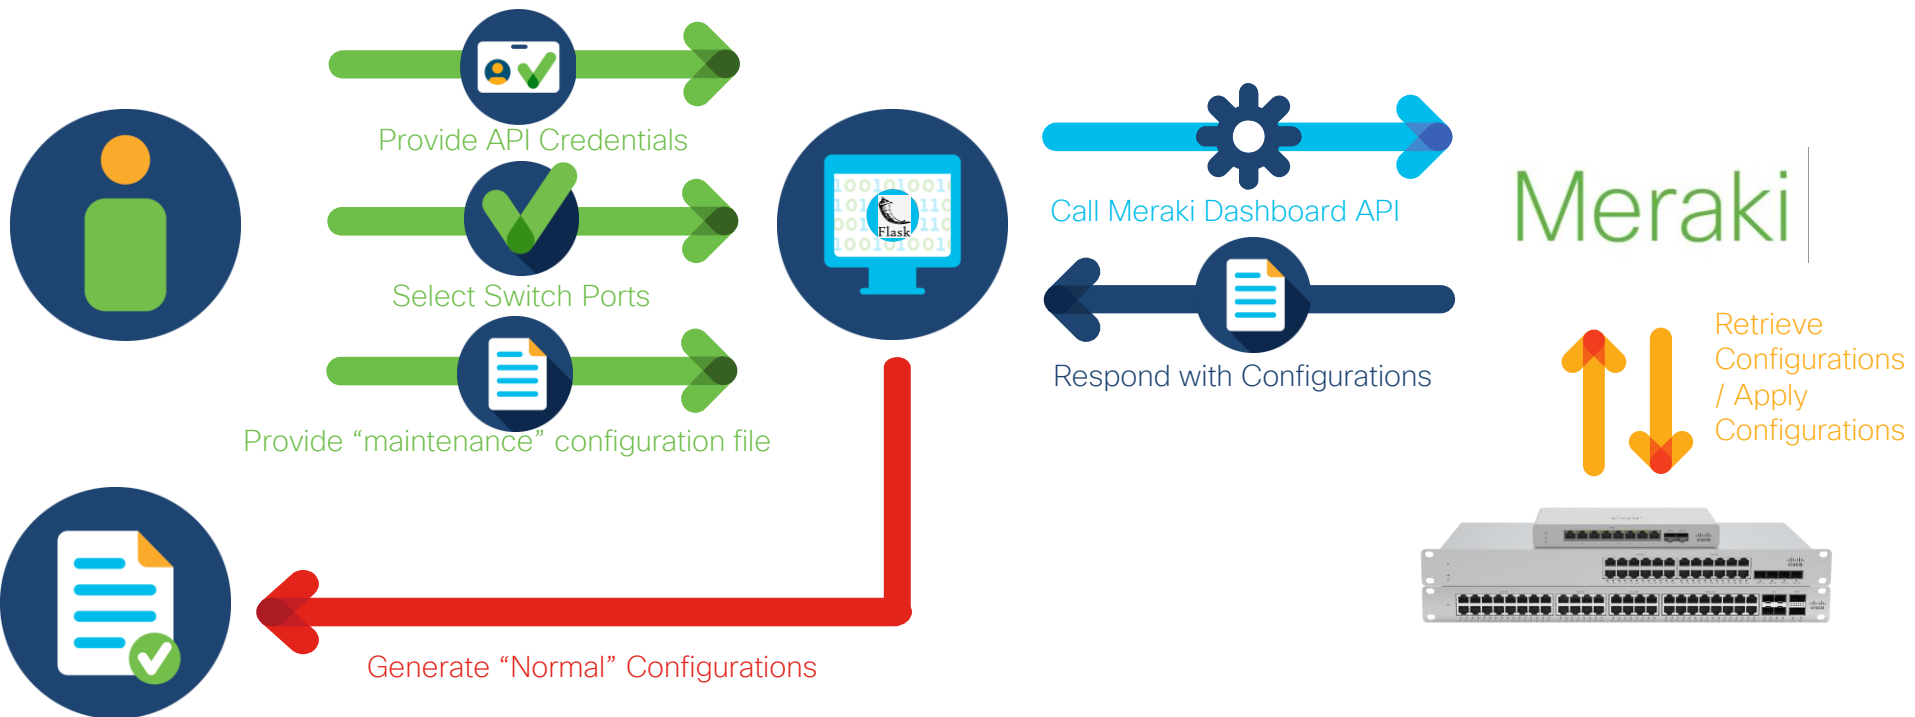 Provide API Credentials
Select Switch Ports
Provide “maintenance” configuration file
Flask
Call Meraki Dashboard API
Respond with Configurations
Meraki
Retrieve
Configurations
/ Apply
Configurations
Generate “Normal” Configurations